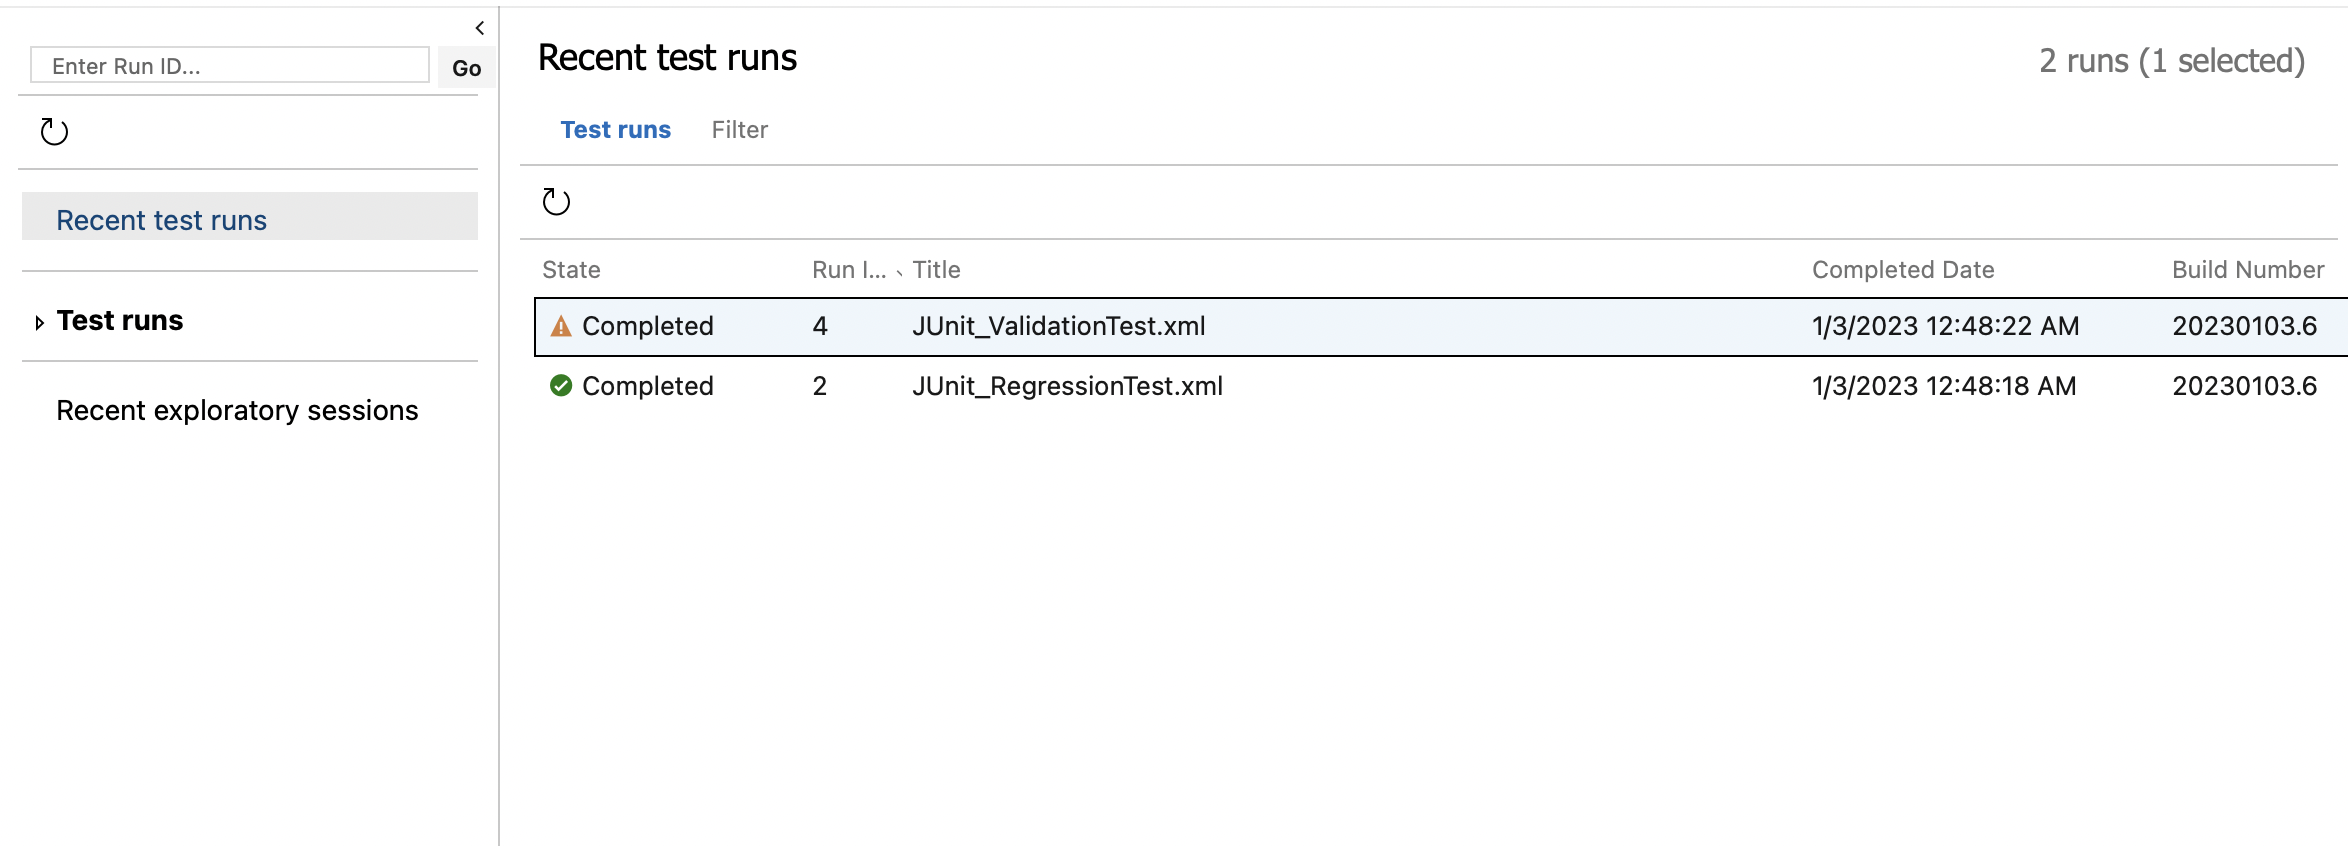 Enter Run ID...
Go
Recent test runs
Test runs
Recent exploratory sessions
Recent test runs
2 runs (1 selected)
Test runs Filter
State Run I... Title Completed Date Build Number
Completed 4 JUnit_ValidationTest.xml 1/3/2023 12:48:22 AM 20230103.6
Completed 2 JUnit_RegressionTest.xml 1/3/2023 12:48:18 AM 20230103.6